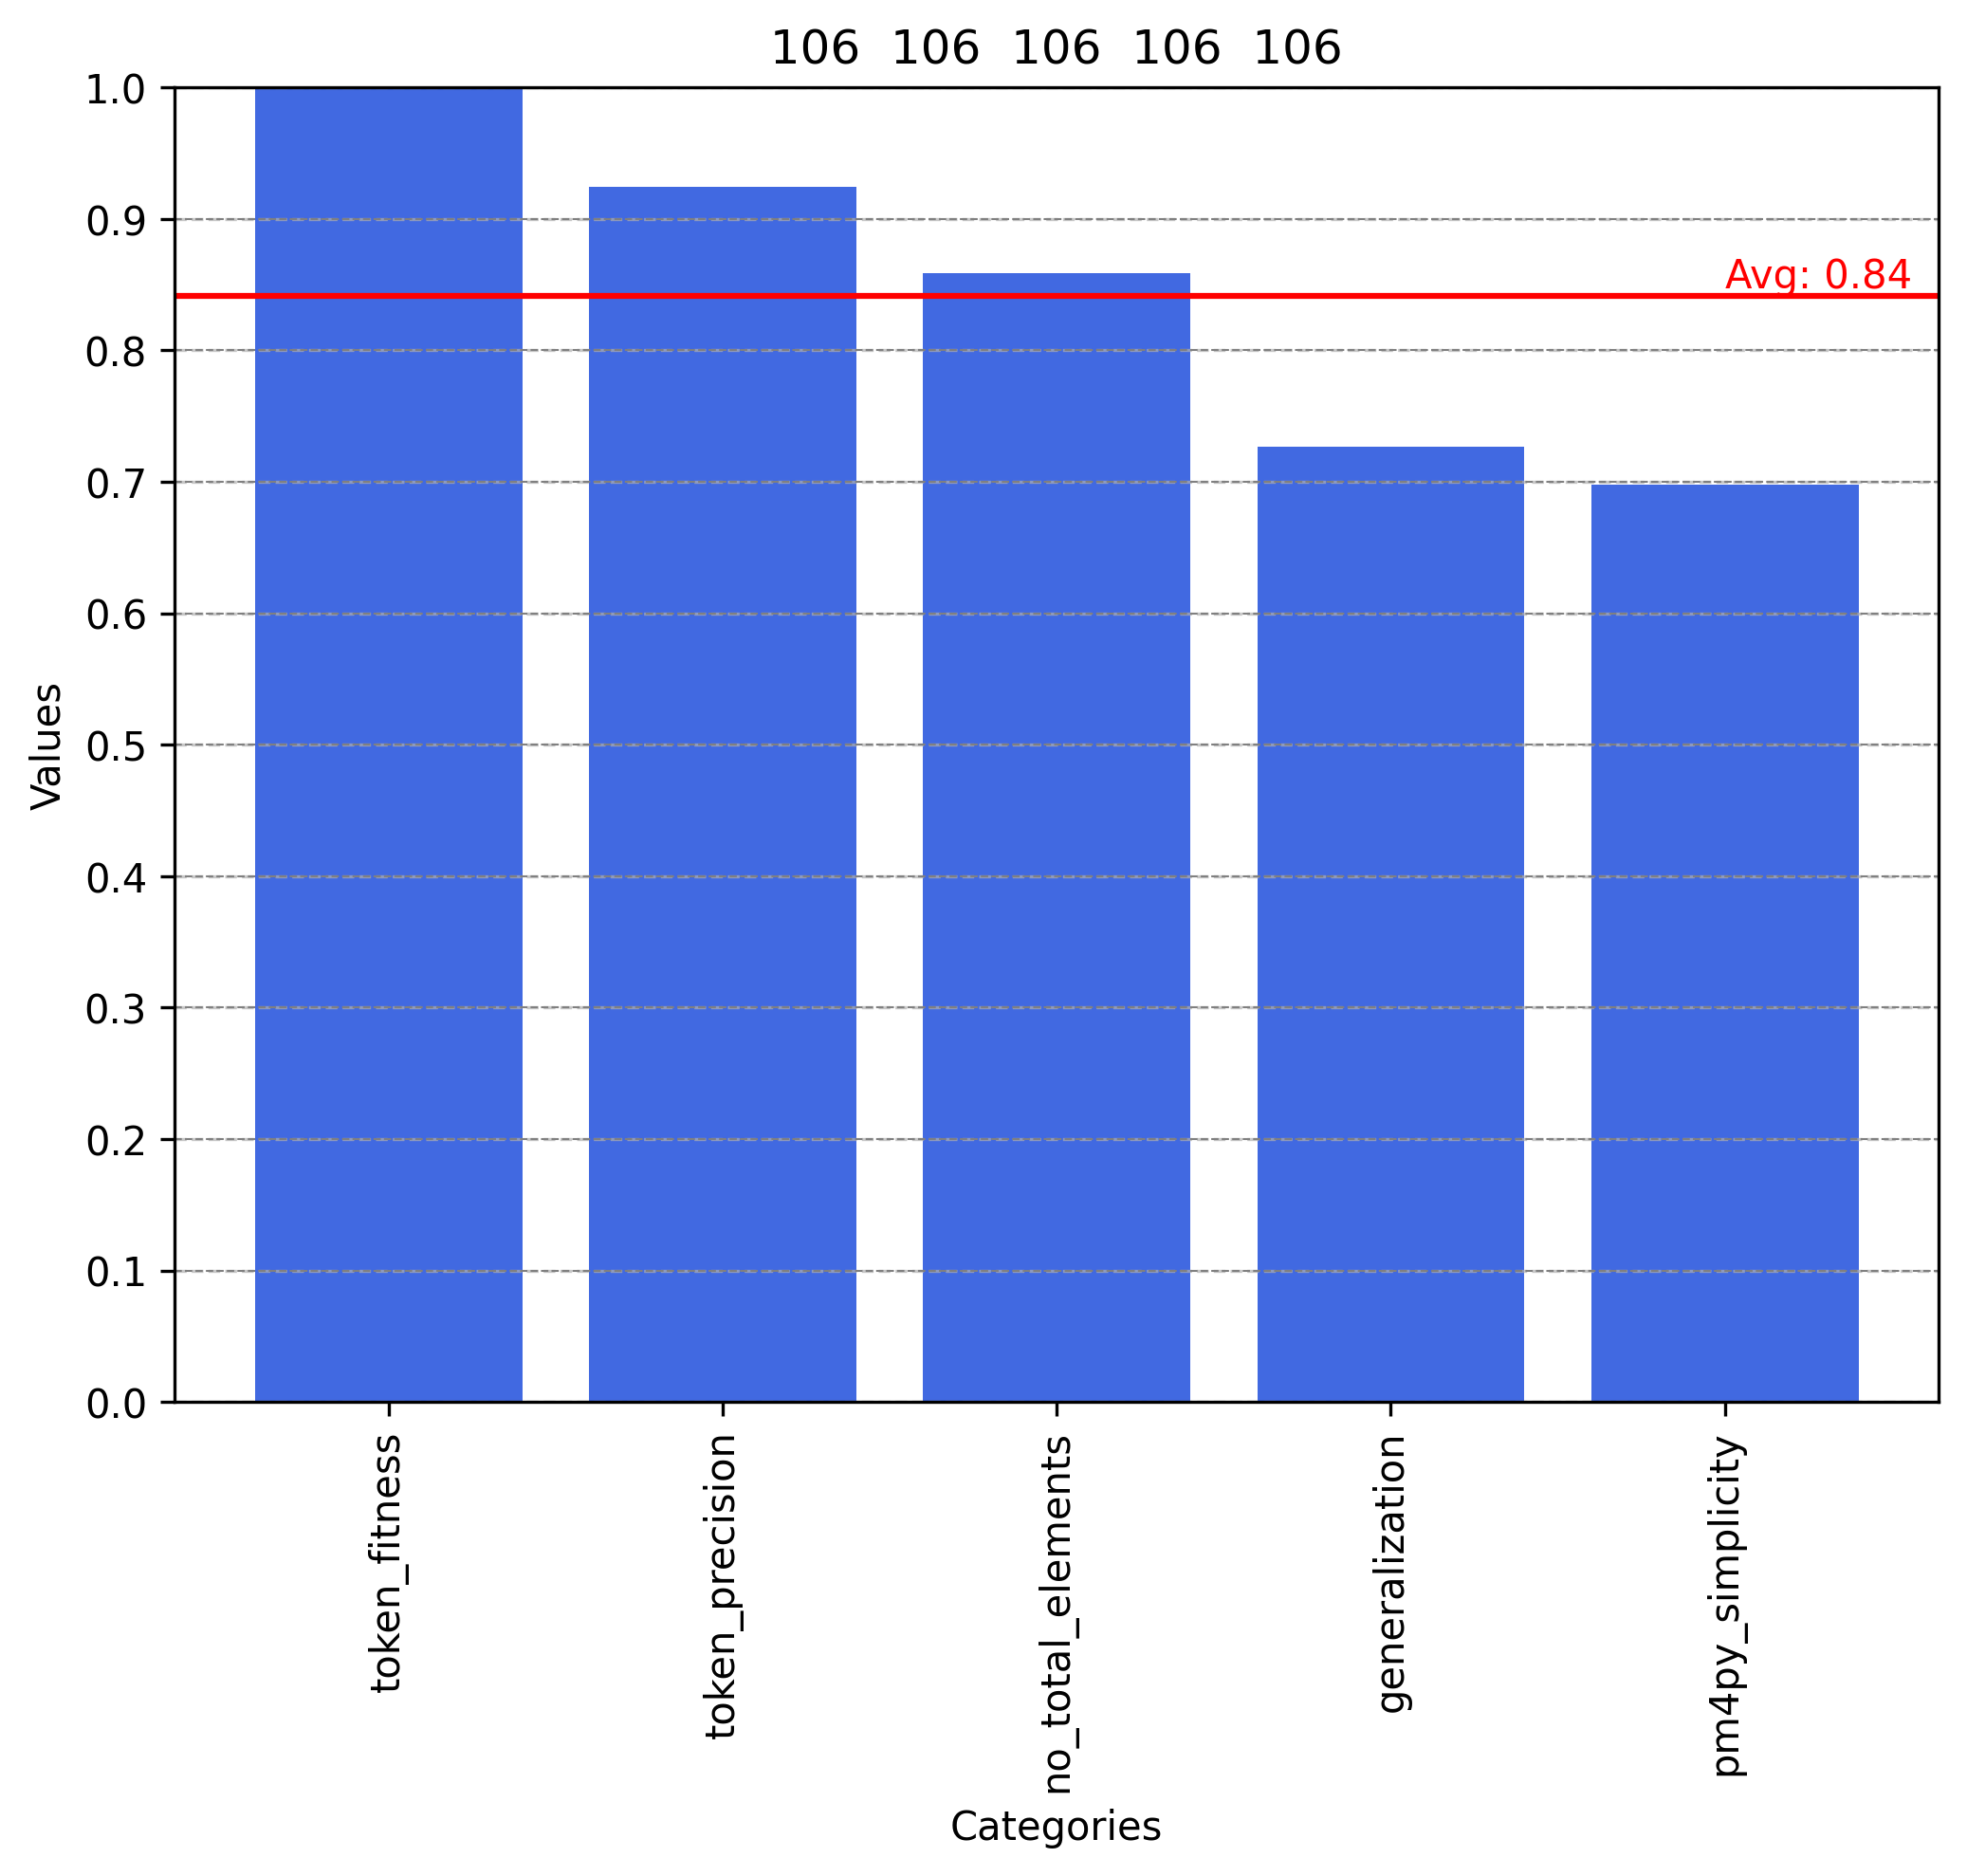 106 106 106 106 106
1.0
0.9
0.8
0.7
0.6
0.5
0.4
0.3
0.2
0.1
0.0
Values
Avg: 0.84
token_fitness
token_precision
no_total_elements
generalization
pm4py_simplicity
Categories